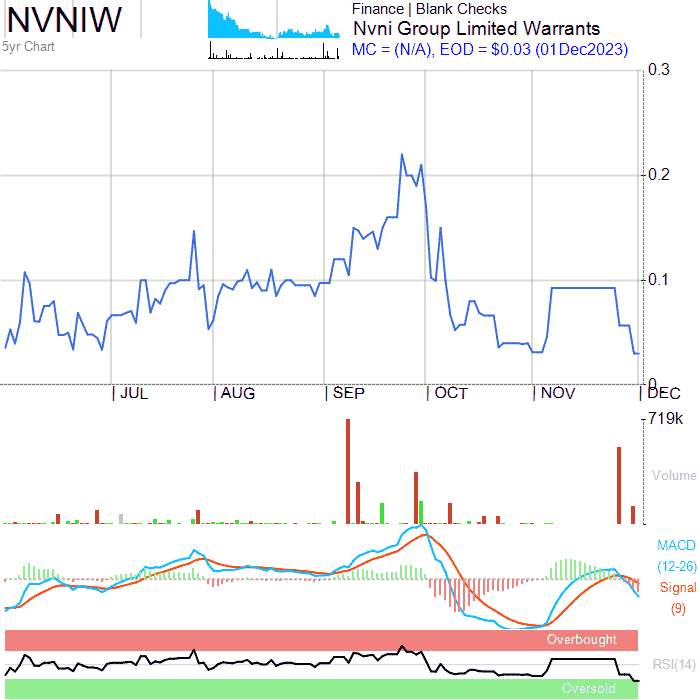 NVNIW
5yr Chart
Finance | Blank Checks
Nvni Group Limited Warrants
MC = (N/A), EOD = $0.03 (01Dec2023)
0.3
0.2
0.1
0
JUL AUG SEP OCT NOV DEC
719k
Volume
MACD
(12-26)
Signal
(9)
Overbought
RSI(14)
Oversold